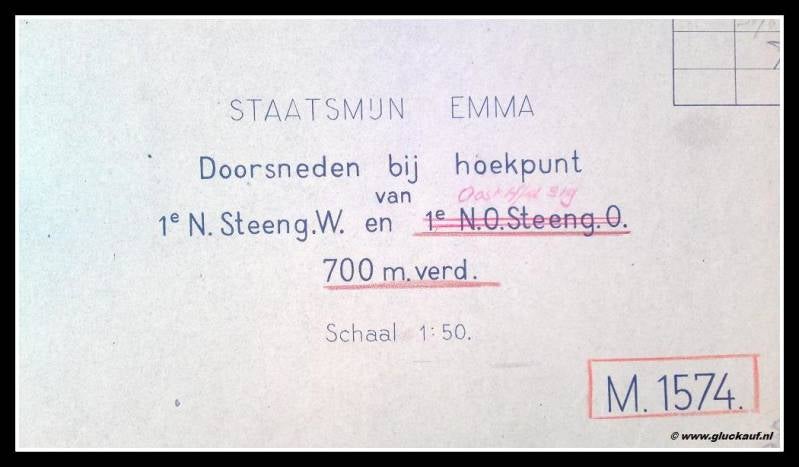 STAATSMIJN EMMA
Doorsneden bij hoekpunt
van
1e N. Steeng.W. en 1e N.O.Steeng.O.
700 m.verd.
Schaal 1:50.
M. 1574.
© www.gluckauf.nl